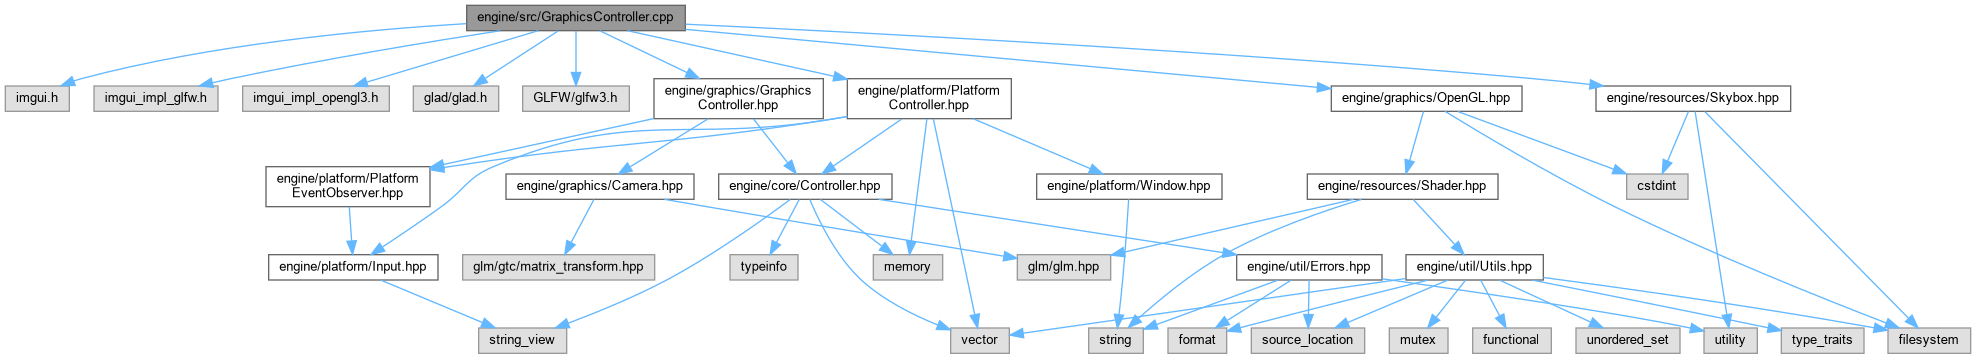 engine/src/GraphicsController.cpp
imgui.h
imgui_impl_glfw.h
imgui_impl_opengl3.h
glad/glad.h
GLFW/glfw3.h
engine/graphics/Graphics
Controller.hpp
engine/platform/Platform
Controller.hpp
engine/graphics/OpenGL.hpp
engine/resources/Skybox.hpp
engine/platform/Platform
EventObserver.hpp
engine/graphics/Camera.hpp
engine/core/Controller.hpp
engine/platform/Window.hpp
engine/resources/Shader.hpp
cstdint
engine/platform/Input.hpp
glm/gtc/matrix_transform.hpp
typeinfo
memory
glm/glm.hpp
engine/util/Errors.hpp
engine/util/Utils.hpp
string_view
vector
string
format
source_location
mutex
functional
unordered_set
utility
type_traits
filesystem